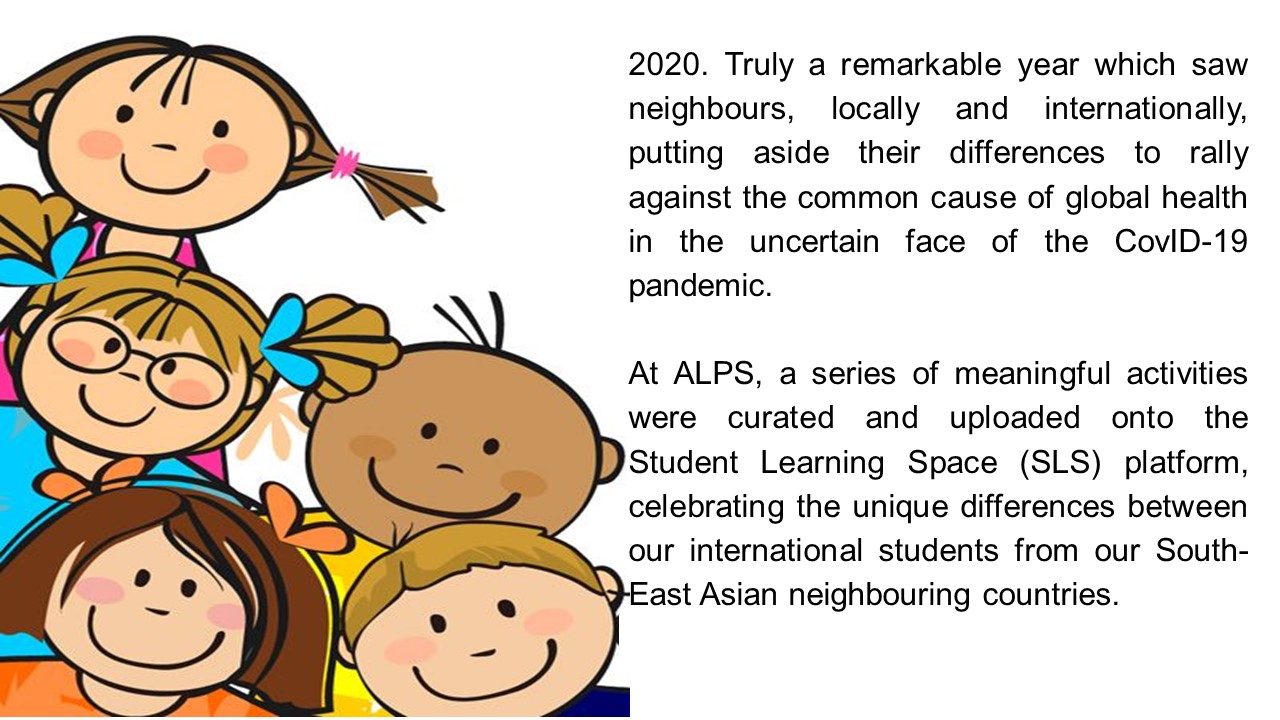 2020. Truly a remarkable year which saw
neighbours, locally and internationally,
putting aside their differences to rally
against the common cause of global health
in the uncertain face of the CovID-19
pandemic.
At ALPS, a series of meaningful activities
were curated and uploaded onto the
Student Learning Space (SLS) platform,
celebrating the unique differences between
our international students from our South-
East Asian neighbouring countries.